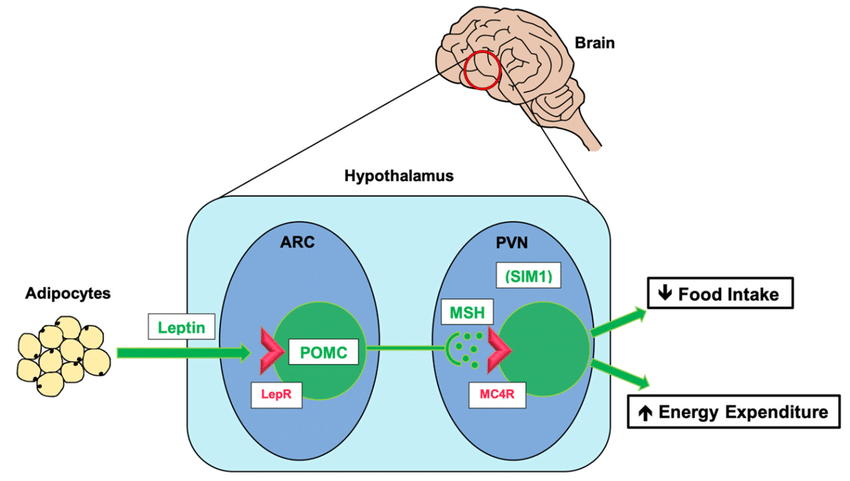 Brain
Hypothalamus
ARC
PVN
(SIM1)
Adipocytes
Leptin
MSH
POMC
LepR
MC4R
↓ Food Intake
↑ Energy Expenditure